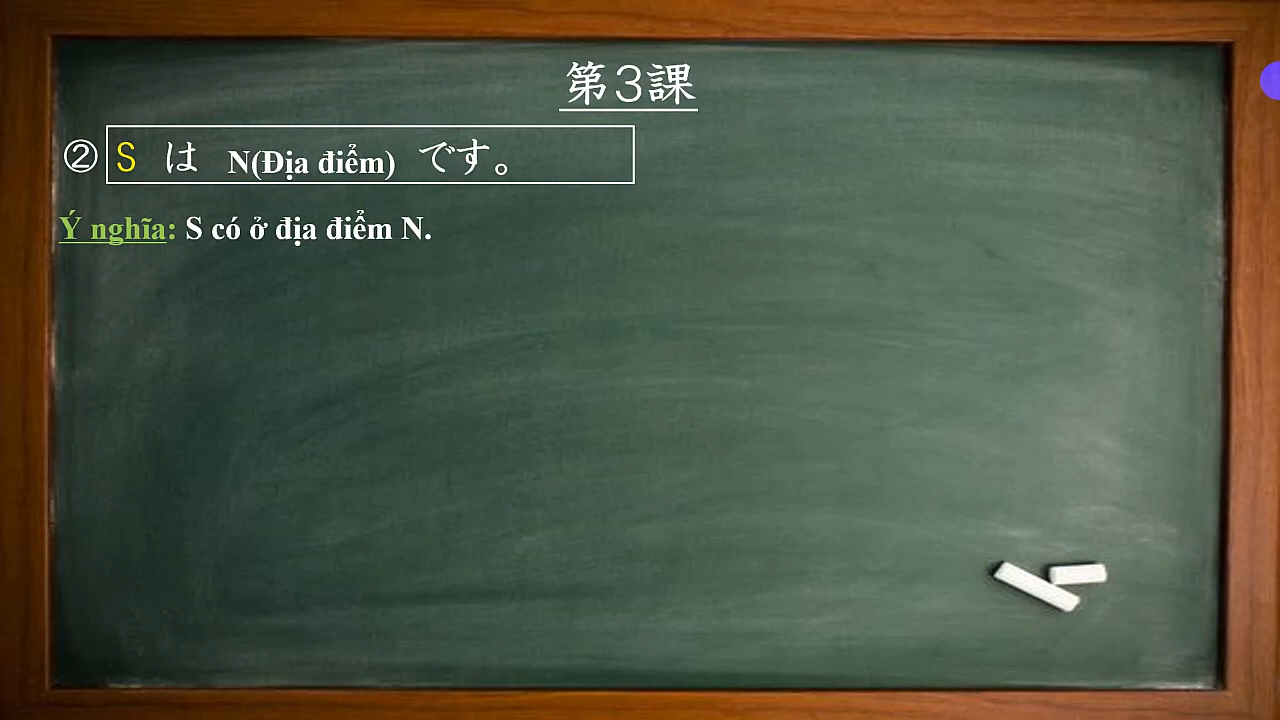 第3課
② S は N(Địa điểm) です。
Ý nghĩa: S có ở địa điểm N.